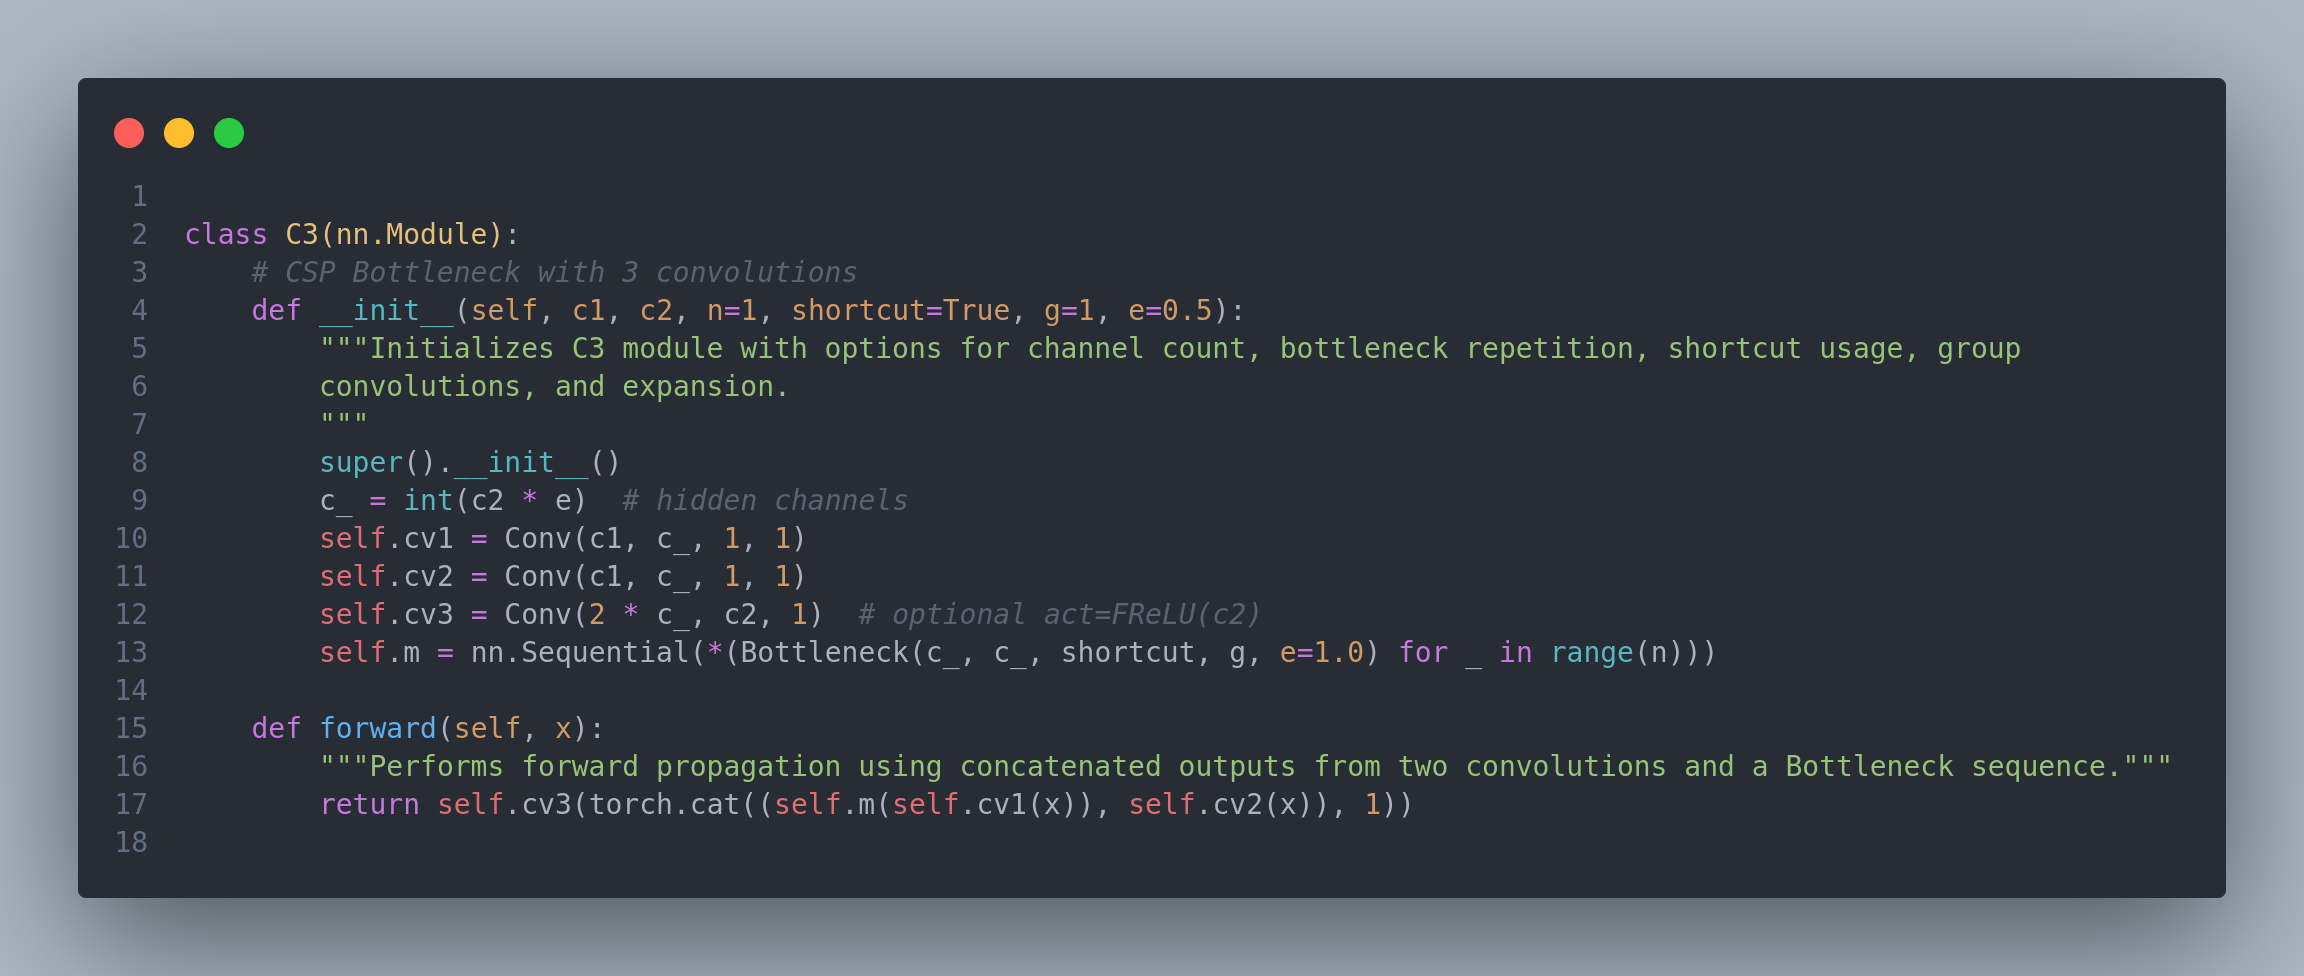 1
2 class C3(nn.Module):
3     # CSP Bottleneck with 3 convolutions
4     def __init__(self, c1, c2, n=1, shortcut=True, g=1, e=0.5):
5         """Initializes C3 module with options for channel count, bottleneck repetition, shortcut usage, group
6         convolutions, and expansion.
7         """
8         super().__init__()
9         c_ = int(c2 * e)  # hidden channels
10         self.cv1 = Conv(c1, c_, 1, 1)
11         self.cv2 = Conv(c1, c_, 1, 1)
12         self.cv3 = Conv(2 * c_, c2, 1)  # optional act=FReLU(c2)
13         self.m = nn.Sequential(*(Bottleneck(c_, c_, shortcut, g, e=1.0) for _ in range(n)))
14
15     def forward(self, x):
16         """Performs forward propagation using concatenated outputs from two convolutions and a Bottleneck sequence."""
17         return self.cv3(torch.cat((self.m(self.cv1(x)), self.cv2(x)), 1))
18